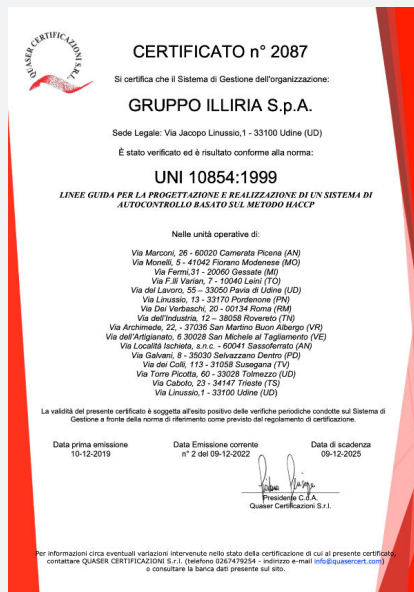 QUASER CERTIFICAZIONI S.R.L.
CERTIFICATO n° 2087
Si certifica che il Sistema di Gestione dell'organizzazione:
GRUPPO ILLIRIA S.p.A.
Sede Legale: Via Jacopo Linussio,1 - 33100 Udine (UD)
È stato verificato ed è risultato conforme alla norma:
UNI 10854:1999
LINEE GUIDA PER LA PROGETTAZIONE E REALIZZAZIONE DI UN SISTEMA DI
AUTOCONTROLLO BASATO SUL METODO HACCP
Nelle unità operative di:
Via Marconi, 26 - 60020 Camerata Picena (AN)
Via Monelli, 5 - 41042 Fiorano Modenese (MO)
Via Fermi,31 - 20060 Gessate (MI)
Via F.lli Varian, 7 - 10040 Leinì (TO)
Via del Lavoro, 55 – 33050 Pavia di Udine (UD)
Via Linussio, 13 - 33170 Pordenone (PN)
Via Dei Verbaschi, 20 - 00134 Roma (RM)
Via dell'Industria, 12 – 38058 Rovereto (TN)
Via Archimede, 22, - 37036 San Martino Buon Albergo (VR)
Via dell'Artigianato, 6 30028 San Michele al Tagliamento (VE)
Via Località Ischieta, s.n.c. - 60041 Sassoferrato (AN)
Via Galvani, 8 - 35030 Selvazzano Dentro (PD)
Via dei Colli, 113 - 31058 Susegana (TV)
Via Torre Picotta, 60 - 33028 Tolmezzo (UD)
Via Caboto, 23 - 34147 Trieste (TS)
Via Linussio,1 - 33100 Udine (UD)
La validità del presente certificato è soggetta all'esito positivo delle verifiche periodiche condotte sul Sistema di
Gestione a fronte della norma di riferimento come previsto dal regolamento di certificazione.
Data prima emissione Data Emissione corrente Data di scadenza
10-12-2019 n° 2 del 09-12-2022 09-12-2025
Presidente C.d.A.
Quaser Certificazioni S.r.l.
Per informazioni circa eventuali variazioni intervenute nello stato della certificazione di cui al presente certificato,
contattare QUASER CERTIFICAZIONI S.r.l. (telefono 0267479254 - indirizzo e-mail info@quasercert.com)
o consultare la banca dati presente sul sito.